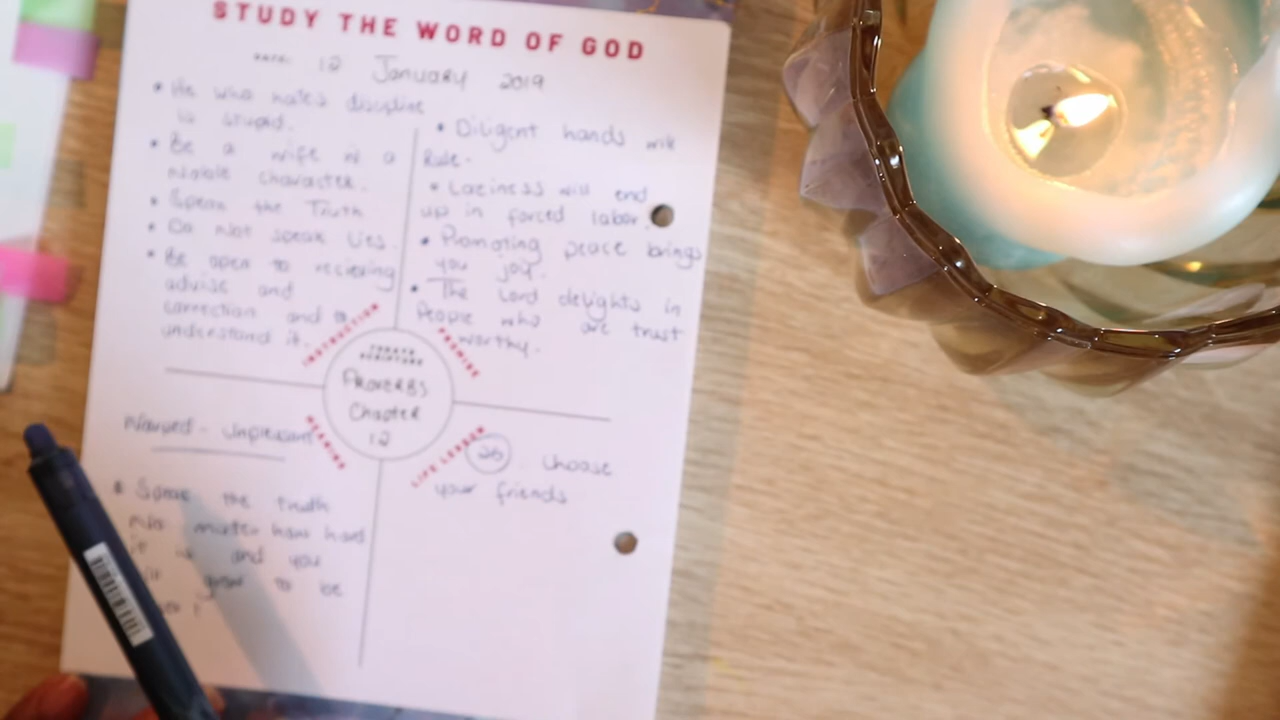 STUDY THE WORD OF GOD
DATE: 12 January 2019
• He who hates discipline
is stupid.
• Be a wife of a
noble character.
• Speak the Truth
• Do not speak lies.
• Be open to recieving
advise and
correction and
understand it.
INSTRUCTION
• Diligent hands will
Rule.
• Laziness will end
up in forced labor.
• Promoting peace brings
you joy.
• The Lord delights in
People who are trust
worthy.
PROMISE
TODAYS
SCRIPTURE
Proverbs
Chapter
12
MEANING
• the truth
No matter how hard
it is and you
grow to be
LIFE LESSON
26. Choose
your friends